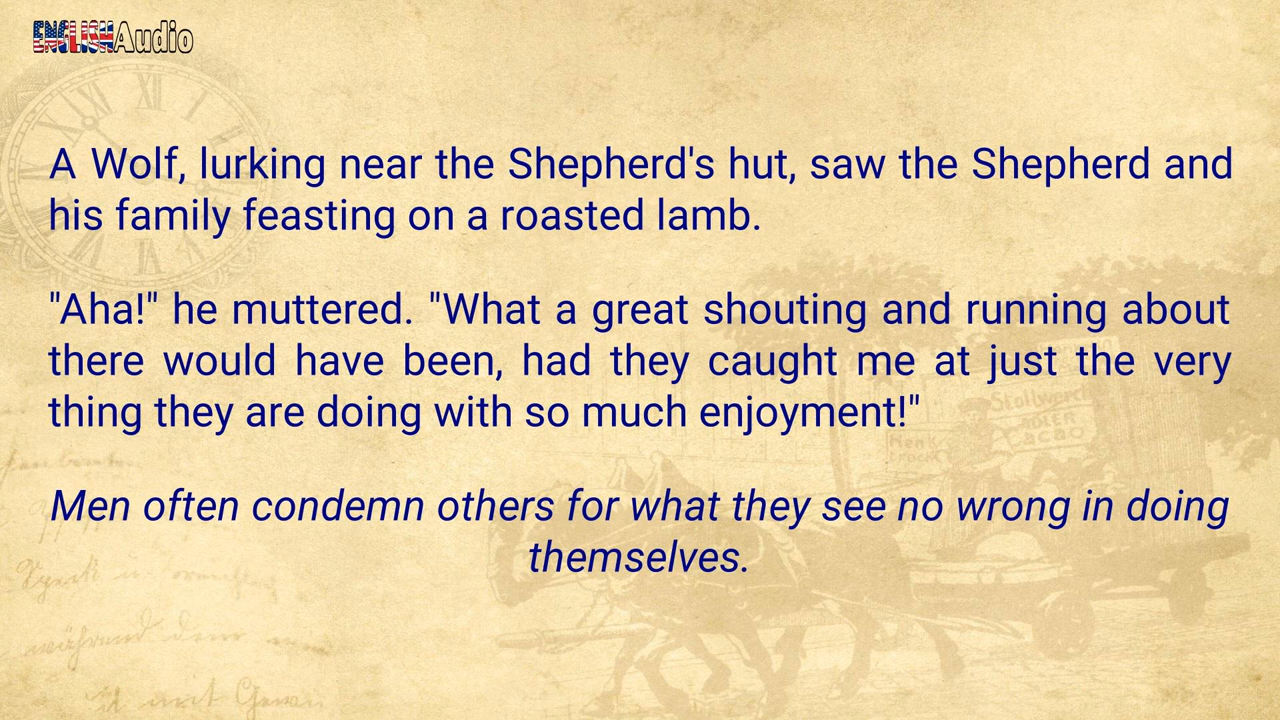 ENGLISHAudio
A Wolf, lurking near the Shepherd's hut, saw the Shepherd and
his family feasting on a roasted lamb.
"Aha!" he muttered. "What a great shouting and running about
there would have been, had they caught me at just the very
thing they are doing with so much enjoyment!"
Men often condemn others for what they see no wrong in doing
themselves.
Stollwerck
ADLER
Cacao